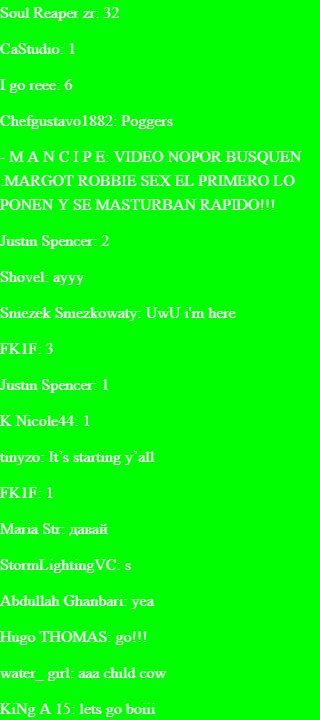 Soul Reaper zr: 32
CaStudio: 1
I go reee: 6
Chefgustavo1882: Poggers
- M A N C I P E: VIDEO NOPOR BUSQUEN
:MARGOT ROBBIE SEX EL PRIMERO LO
PONEN Y SE MASTURBAN RAPIDO!!!
Justin Spencer: 2
Shovel: ayyy
Sniezek Sniezkowaty: UwU i'm here
FK1F: 3
Justin Spencer: 1
K Nicole44: 1
tinyzo: It’s starting y’all
FK1F: 1
Maria Str: давай
StormLightingVC: s
Abdullah Ghanbari: yea
Hugo THOMAS: go!!!
water_ girl: aaa child cow
KiNg A 15: lets go boiii